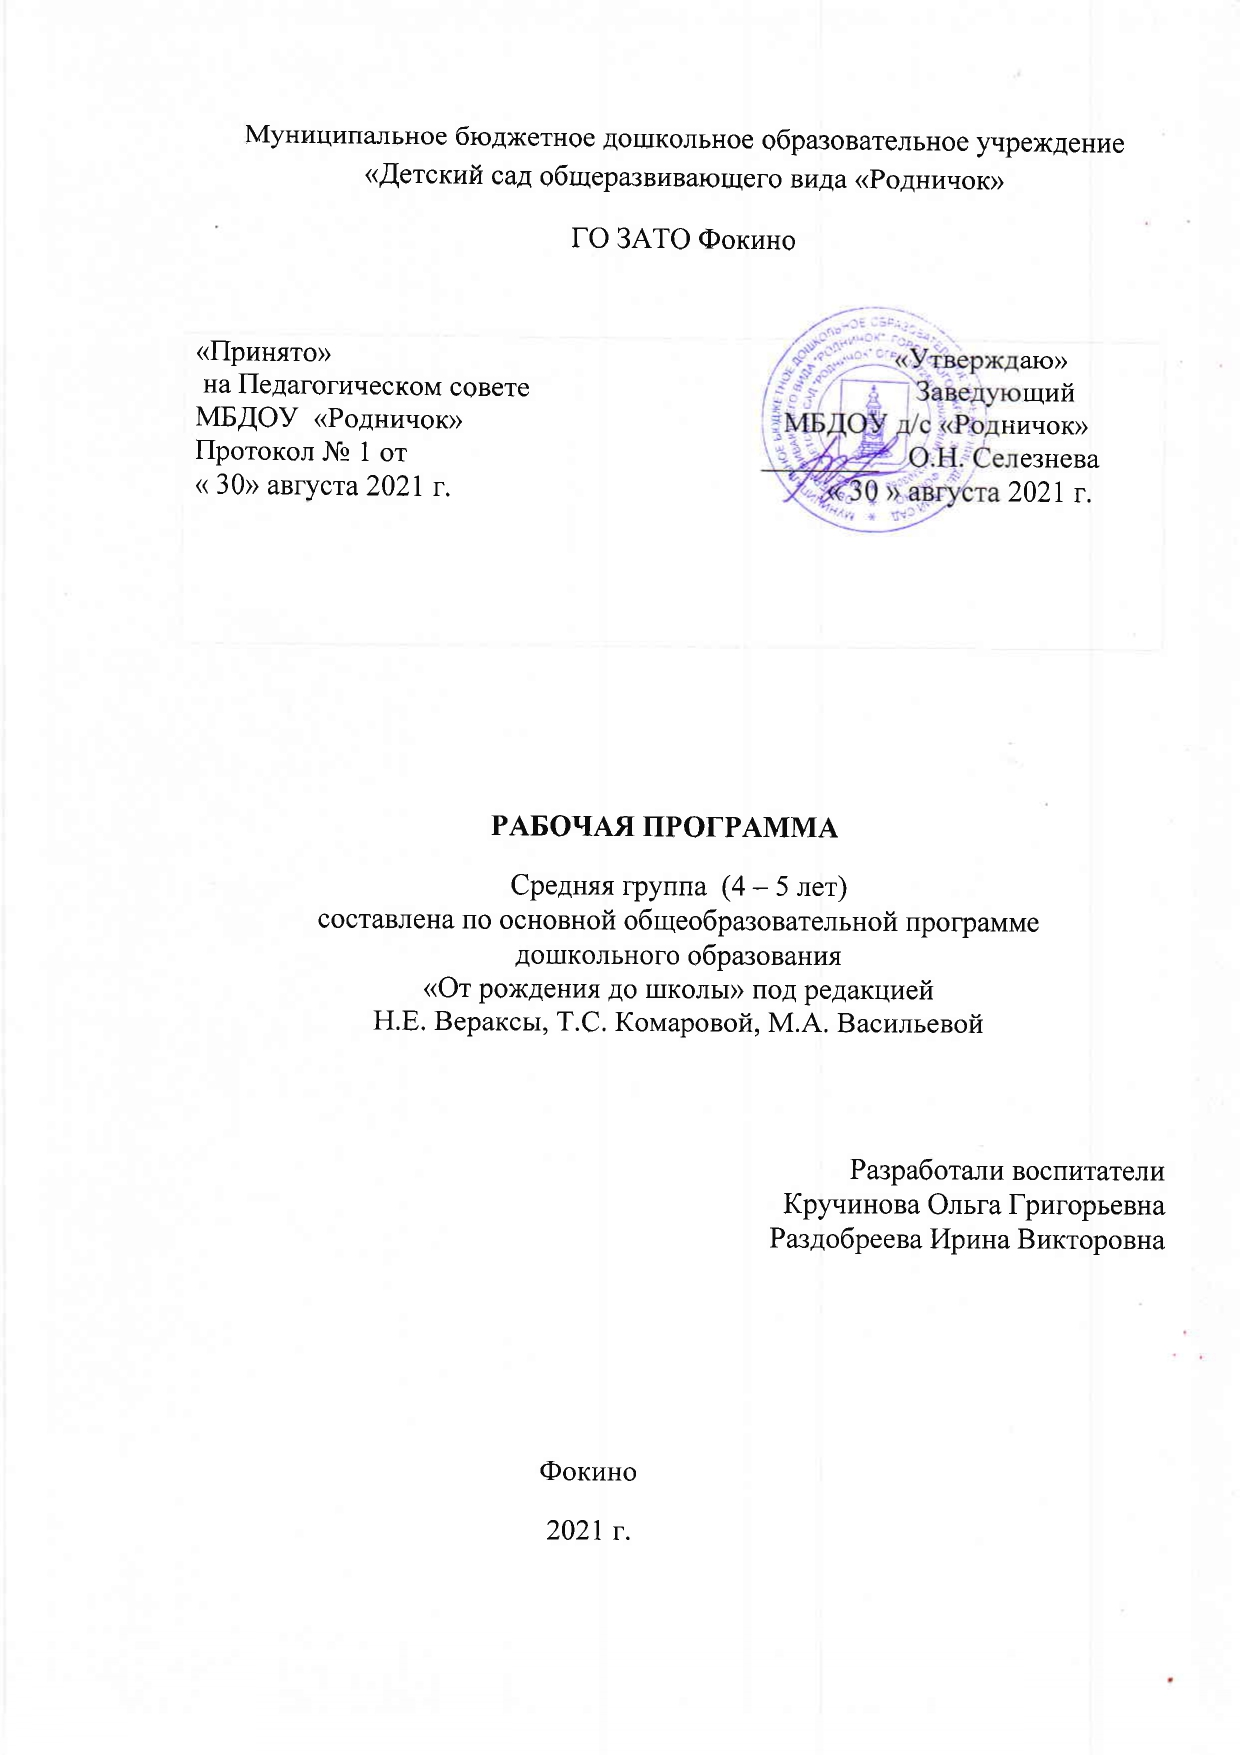 Муниципальное бюджетное дошкольное образовательное учреждение
«Детский сад общеразвивающего вида «Родничок»
ГО ЗАТО Фокино
«Принято»
на Педагогическом совете
МБДОУ «Родничок»
Протокол № 1 от
« 30» августа 2021 г.
«Утверждаю»
Заведующий
МБДОУ д/с «Родничок»
О.Н. Селезнева
« 30 » августа 2021 г.
РАБОЧАЯ ПРОГРАММА
Средняя группа (4 – 5 лет)
составлена по основной общеобразовательной программе
дошкольного образования
«От рождения до школы» под редакцией
Н.Е. Вераксы, Т.С. Комаровой, М.А. Васильевой
Разработали воспитатели
Кручинова Ольга Григорьевна
Раздобреева Ирина Викторовна
Фокино
2021 г.